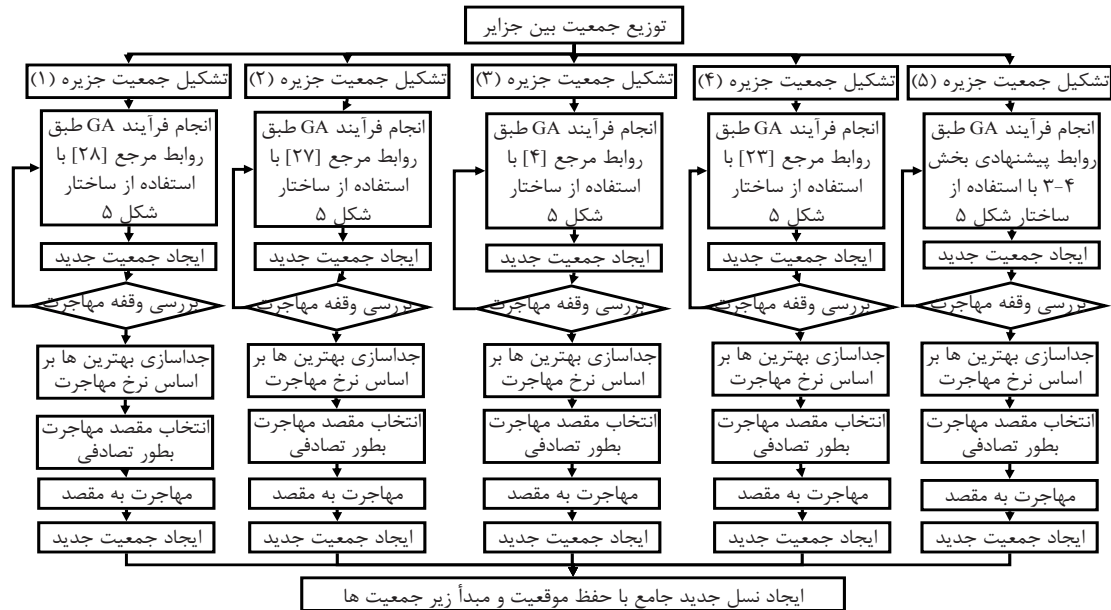 توزیع جمعیت بین جزایر
تشکیل جمعیت جزیره (۱)
انجام فرآیند GA طبق
روابط مرجع [۲۸] با
استفاده از ساختار
شکل ۵
ایجاد جمعیت جدید
بررسی وقفه مهاجرت
جداسازی بهترین ها بر
اساس نرخ مهاجرت
انتخاب مقصد مهاجرت
بطور تصادفی
مهاجرت به مقصد
ایجاد جمعیت جدید
تشکیل جمعیت جزیره (۲)
انجام فرآیند GA طبق
روابط مرجع [۲۷] با
استفاده از ساختار
شکل ۵
ایجاد جمعیت جدید
بررسی وقفه مهاجرت
جداسازی بهترین ها بر
اساس نرخ مهاجرت
انتخاب مقصد مهاجرت
بطور تصادفی
مهاجرت به مقصد
ایجاد جمعیت جدید
تشکیل جمعیت جزیره (۳)
انجام فرآیند GA طبق
روابط مرجع [۴] با
استفاده از ساختار
شکل ۵
ایجاد جمعیت جدید
بررسی وقفه مهاجرت
جداسازی بهترین ها بر
اساس نرخ مهاجرت
انتخاب مقصد مهاجرت
بطور تصادفی
مهاجرت به مقصد
ایجاد جمعیت جدید
تشکیل جمعیت جزیره (۴)
انجام فرآیند GA طبق
روابط مرجع [۲۳] با
استفاده از ساختار
شکل ۵
ایجاد جمعیت جدید
بررسی وقفه مهاجرت
جداسازی بهترین ها بر
اساس نرخ مهاجرت
انتخاب مقصد مهاجرت
بطور تصادفی
مهاجرت به مقصد
ایجاد جمعیت جدید
تشکیل جمعیت جزیره (۵)
انجام فرآیند GA طبق
روابط پیشنهادی بخش
۳-۴ با استفاده از
ساختار شکل ۵
ایجاد جمعیت جدید
بررسی وقفه مهاجرت
جداسازی بهترین ها بر
اساس نرخ مهاجرت
انتخاب مقصد مهاجرت
بطور تصادفی
مهاجرت به مقصد
ایجاد جمعیت جدید
ایجاد نسل جدید جامع با حفظ موقعیت و مبدأ زیر جمعیت ها